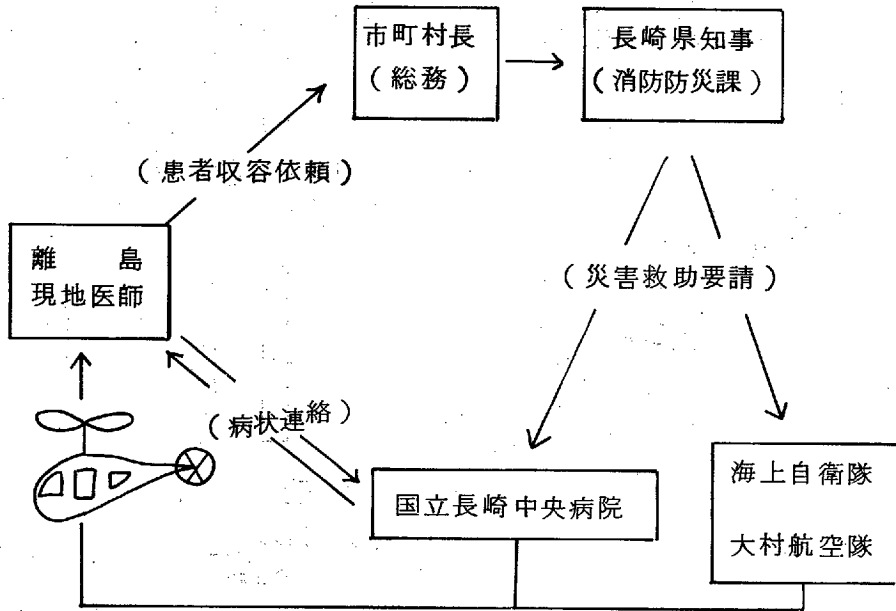 市町村長
(総務)
長崎県知事
(消防防災課)
(患者収容依頼)
離島
現地医師
(災害救助要請)
(病状連絡)
国立長崎中央病院
海上自衛隊
大村航空隊